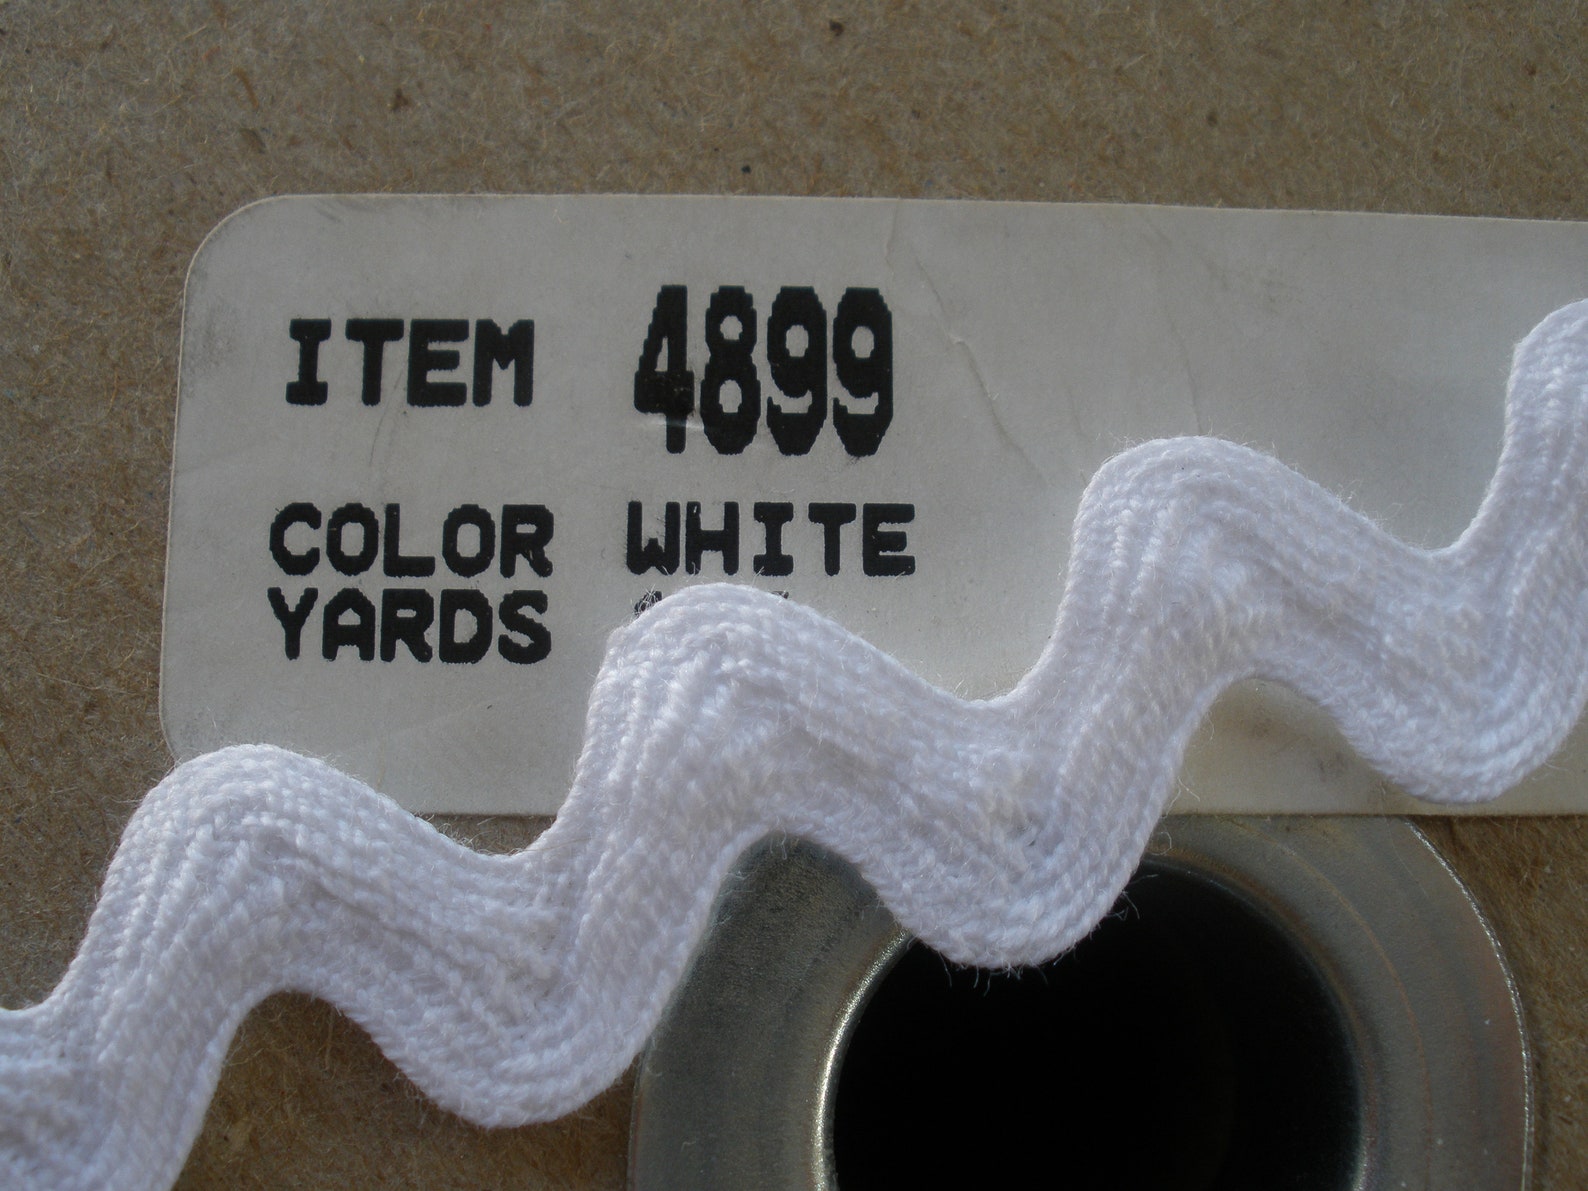 ITEM 4899
COLOR WHITE
YARDS